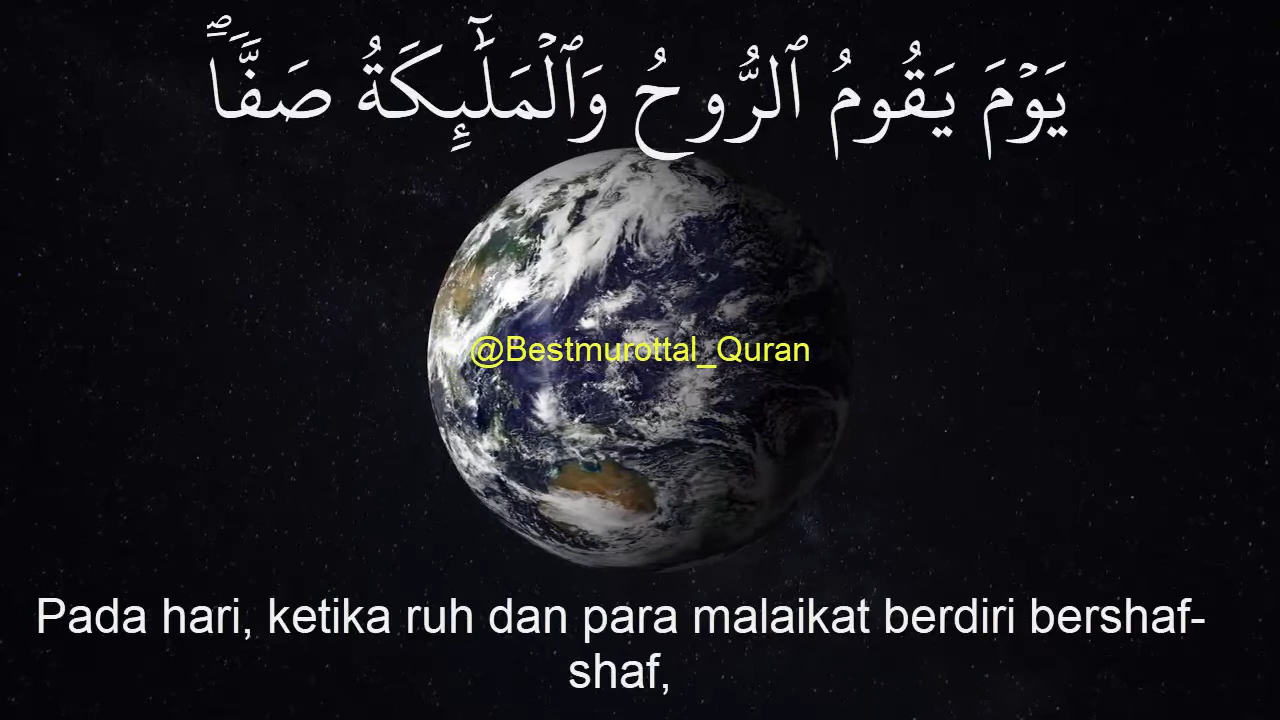 يَوْمَ يَقُومُ ٱلرُّوحُ وَٱلْمَلَـٰٓئِكَةُ صَفًّاۖ
@Bestmurottal_Quran
Pada hari, ketika ruh dan para malaikat berdiri bershaf-
shaf,